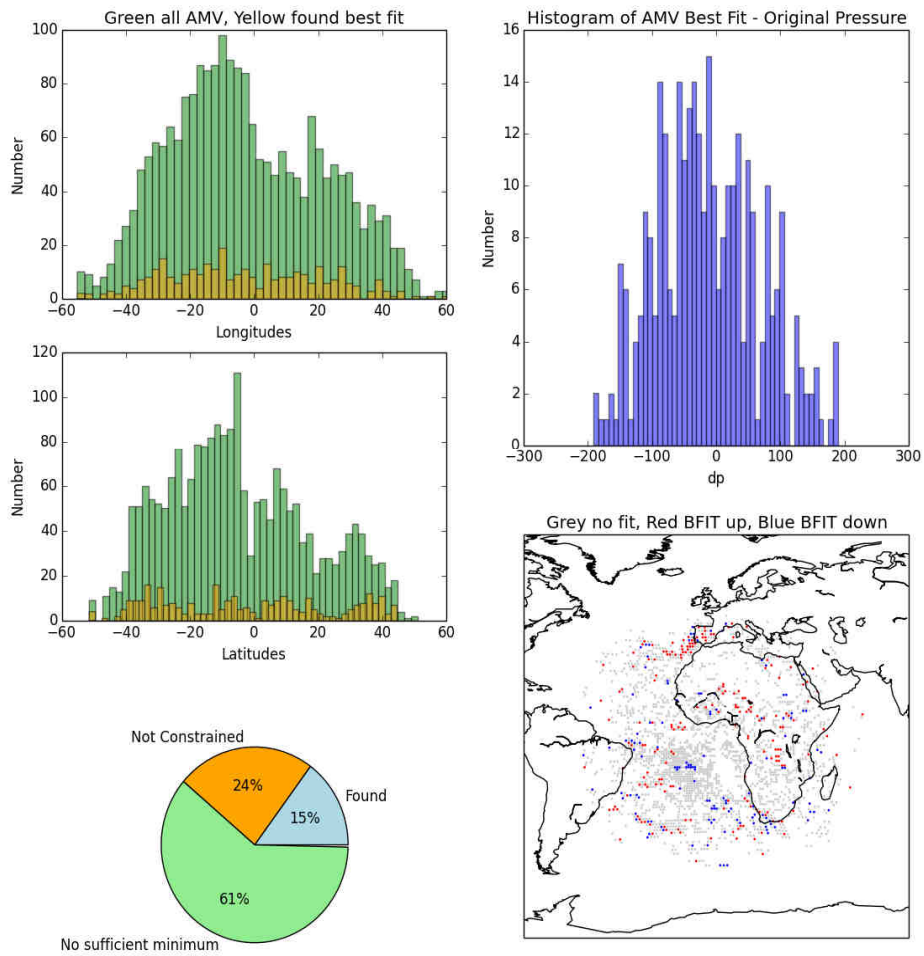 Green all AMV, Yellow found best fit
100
80
60
40
20
0
Number
−60 −40 −20 0 20 40 60
Longitudes
120
100
80
60
40
20
0
Number
−60 −40 −20 0 20 40 60
Latitudes
Not Constrained
24%
Found
15%
61%
No sufficient minimum
Histogram of AMV Best Fit - Original Pressure
16
14
12
10
8
6
4
2
0
Number
−300 −200 −100 0 100 200 300
dp
Grey no fit, Red BFIT up, Blue BFIT down